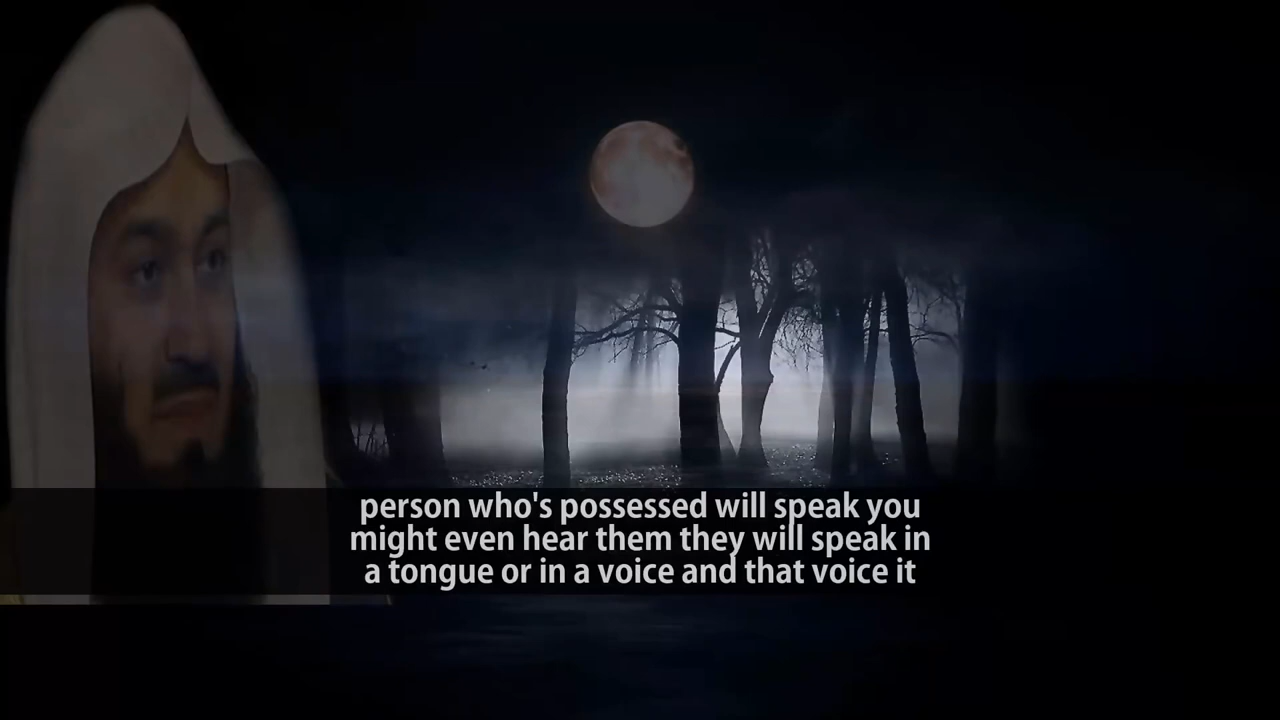 person who's possessed will speak you
might even hear them they will speak in
a tongue or in a voice and that voice it